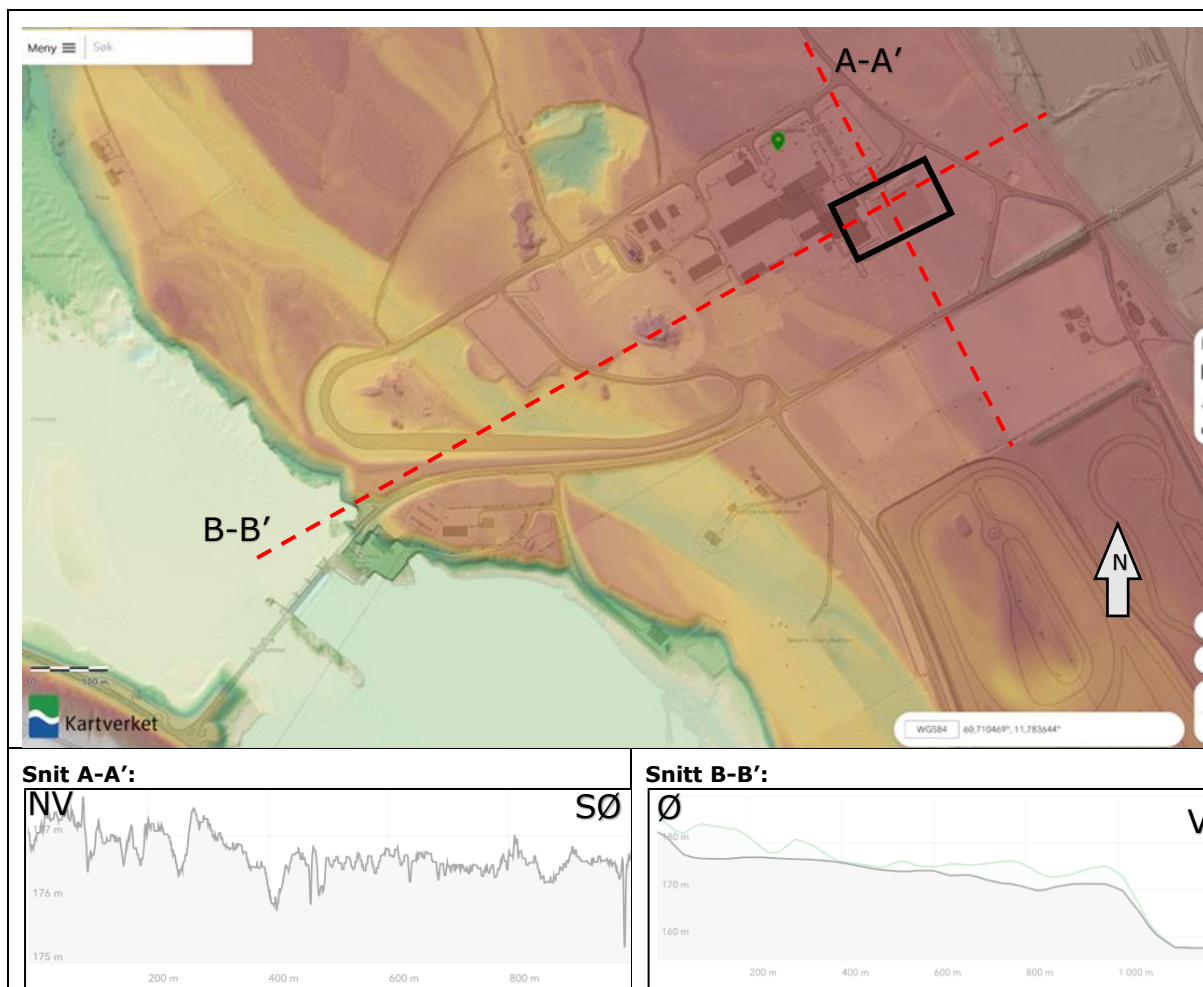 Meny Søk
A-A’
B-B’
N
100 m
Kartverket
WGS84 60,710469°, 11,783644°
Snit A-A’:
NV SØ
176 m
175 m
200 m 400 m 600 m 800 m
Snitt B-B’:
Ø V
180 m
170 m
160 m
200 m 400 m 600 m 800 m 1 000 m